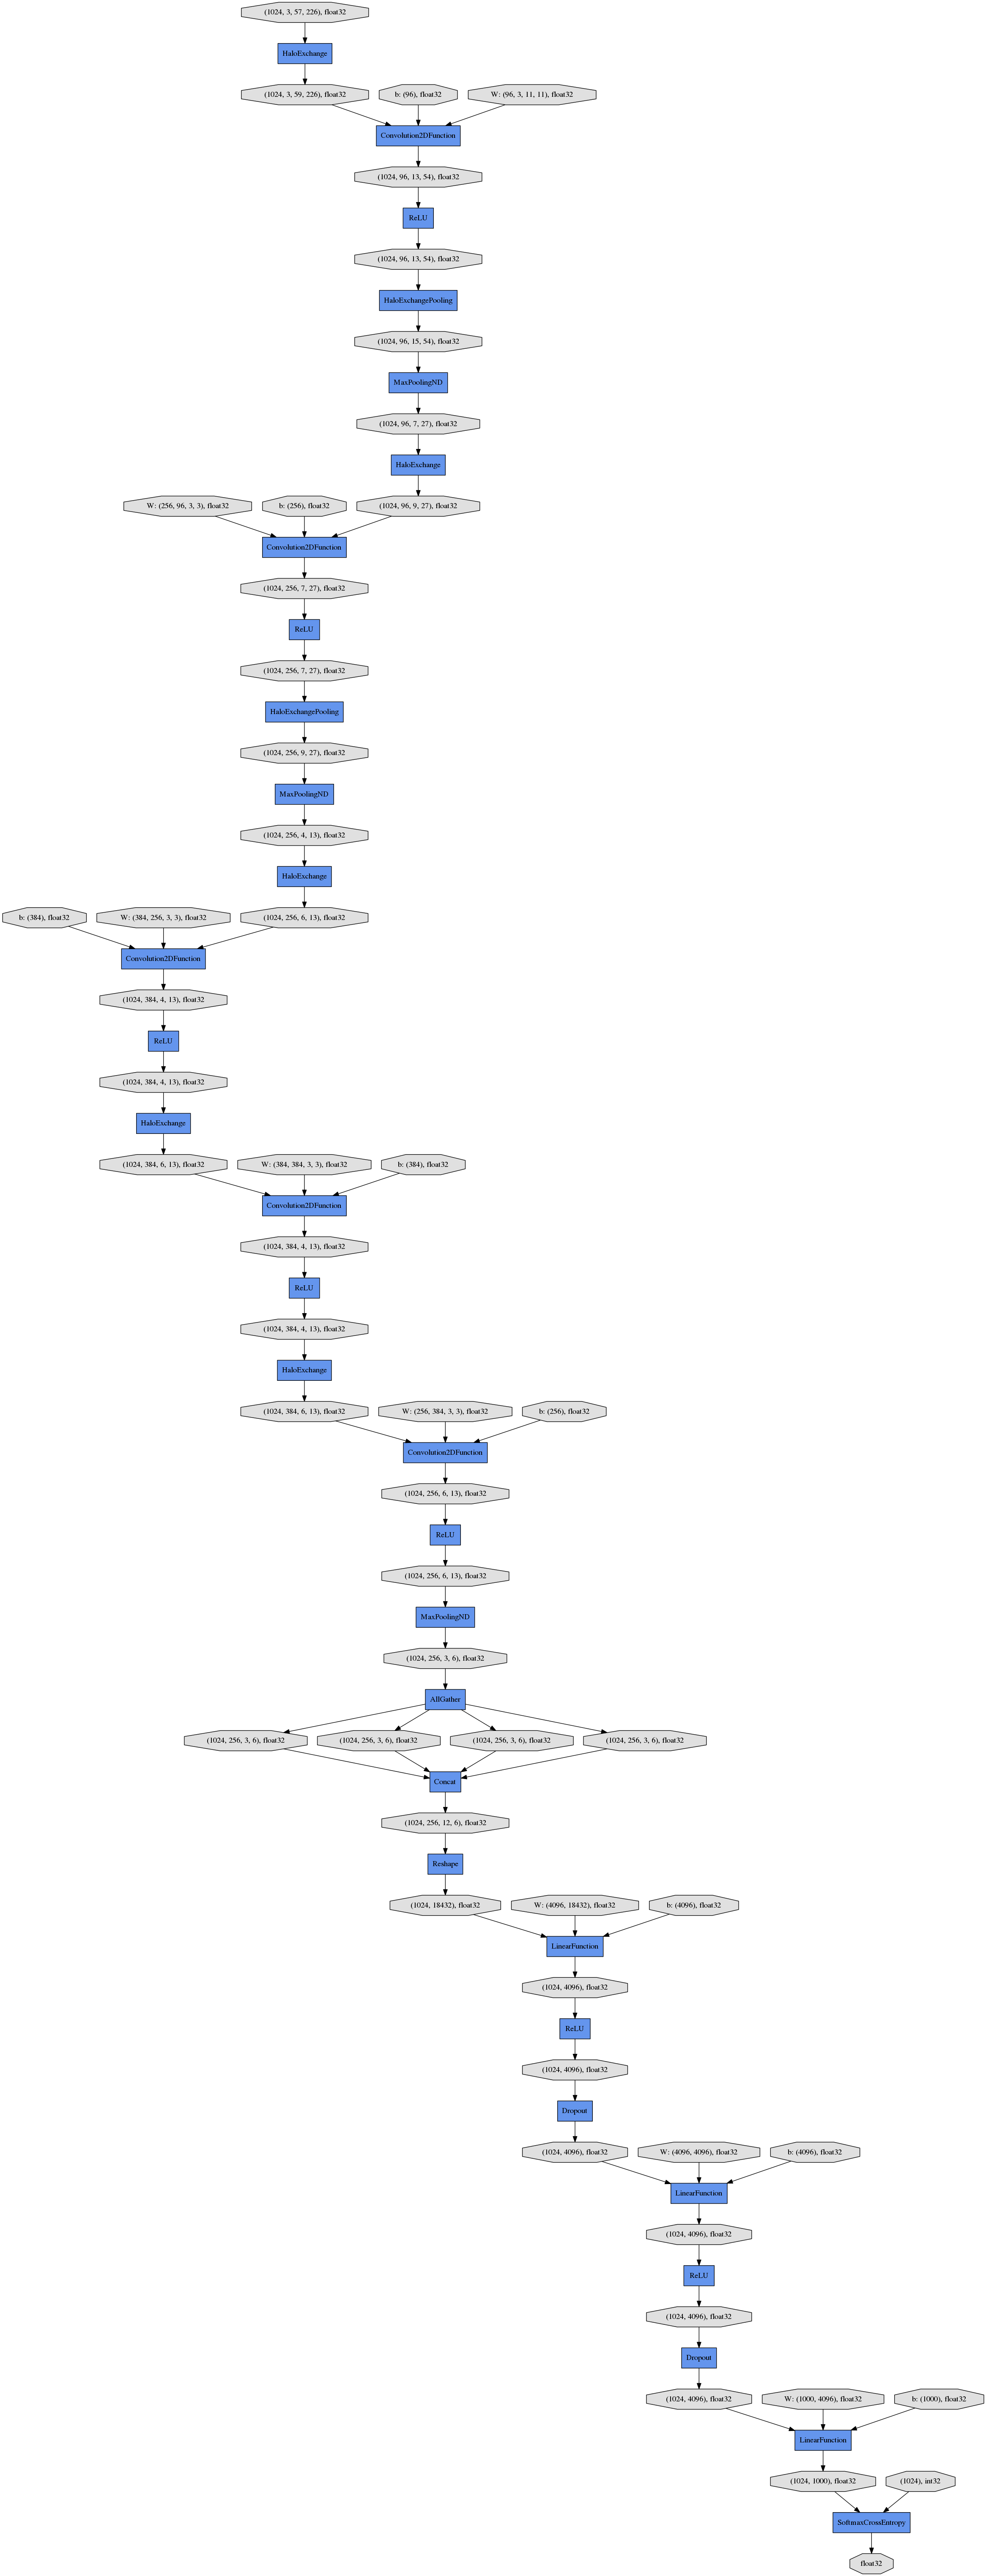 (1024, 3, 57, 226), float32
HaloExchange
(1024, 3, 59, 226), float32
b: (96), float32
W: (96, 3, 11, 11), float32
Convolution2DFunction
(1024, 96, 13, 54), float32
ReLU
(1024, 96, 13, 54), float32
HaloExchangePooling
(1024, 96, 15, 54), float32
MaxPoolingND
(1024, 96, 7, 27), float32
HaloExchange
W: (256, 96, 3, 3), float32
b: (256), float32
(1024, 96, 9, 27), float32
Convolution2DFunction
(1024, 256, 7, 27), float32
ReLU
(1024, 256, 7, 27), float32
HaloExchangePooling
(1024, 256, 9, 27), float32
MaxPoolingND
(1024, 256, 4, 13), float32
HaloExchange
b: (384), float32
W: (384, 256, 3, 3), float32
(1024, 256, 6, 13), float32
Convolution2DFunction
(1024, 384, 4, 13), float32
ReLU
(1024, 384, 4, 13), float32
HaloExchange
(1024, 384, 6, 13), float32
W: (384, 384, 3, 3), float32
b: (384), float32
Convolution2DFunction
(1024, 384, 4, 13), float32
ReLU
(1024, 384, 4, 13), float32
HaloExchange
(1024, 384, 6, 13), float32
W: (256, 384, 3, 3), float32
b: (256), float32
Convolution2DFunction
(1024, 256, 6, 13), float32
ReLU
(1024, 256, 6, 13), float32
MaxPoolingND
(1024, 256, 3, 6), float32
AllGather
(1024, 256, 3, 6), float32
(1024, 256, 3, 6), float32
(1024, 256, 3, 6), float32
(1024, 256, 3, 6), float32
Concat
(1024, 256, 12, 6), float32
Reshape
(1024, 18432), float32
W: (4096, 18432), float32
b: (4096), float32
LinearFunction
(1024, 4096), float32
ReLU
(1024, 4096), float32
Dropout
(1024, 4096), float32
W: (4096, 4096), float32
b: (4096), float32
LinearFunction
(1024, 4096), float32
ReLU
(1024, 4096), float32
Dropout
(1024, 4096), float32
W: (1000, 4096), float32
b: (1000), float32
LinearFunction
(1024, 1000), float32
(1024), int32
SoftmaxCrossEntropy
float32